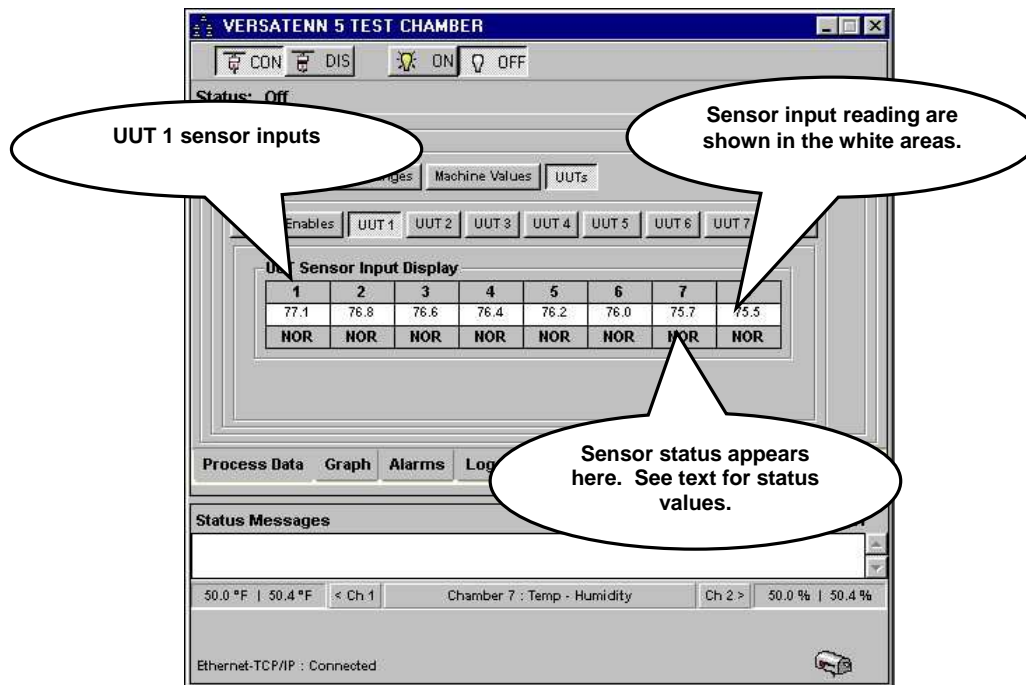 VERSATENN 5 TEST CHAMBER
CON DIS ON OFF
Status: Off
UUT 1 sensor inputs
Sensor input reading are
shown in the white areas.
Machine Values UUTs
Enables UUT 1 UUT 2 UUT 3 UUT 4 UUT 5 UUT 6 UUT 7
Sensor Input Display
1 2 3 4 5 6 7
77.1 76.8 76.6 76.4 76.2 76.0 75.7 75.5
NOR NOR NOR NOR NOR NOR NOR NOR
Sensor status appears
here. See text for status
values.
Process Data Graph Alarms
Status Messages
50.0 °F | 50.4 °F < Ch 1 Chamber 7 : Temp - Humidity Ch 2 > 50.0 % | 50.4 %
Ethernet-TCP/IP : Connected